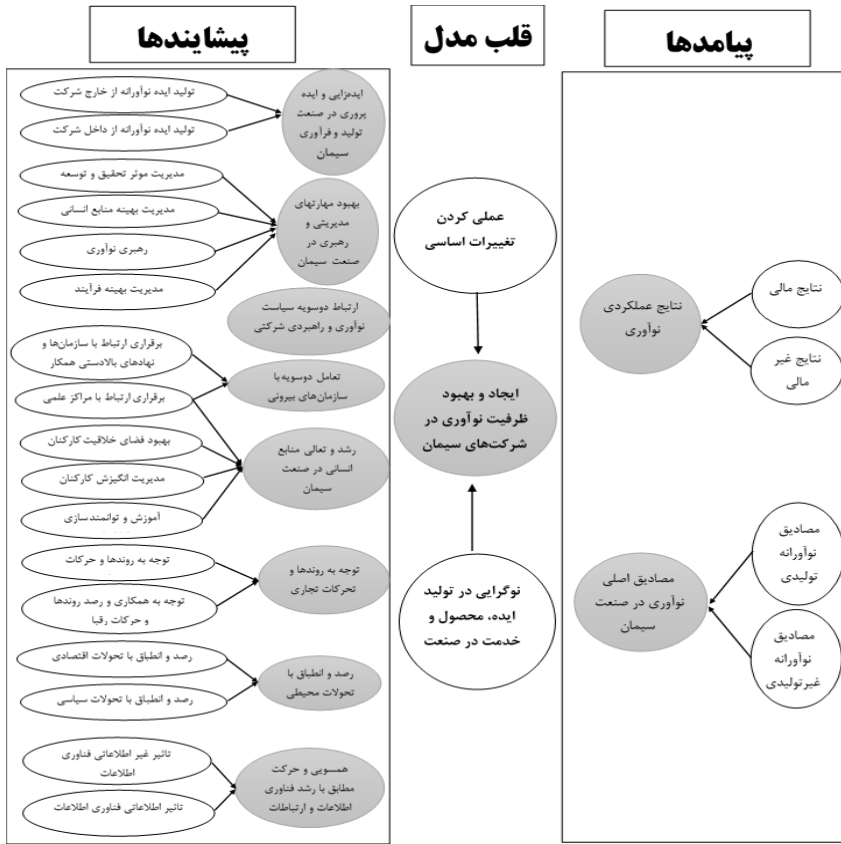 پیشایندها
قلب مدل
پیامدها
تولید ایده نوآورانه از خارج شرکت
تولید ایده نوآورانه از داخل شرکت
ایده‌زایی و ایده
پروری در صنعت
تولید و فرآوری
سیمان
مدیریت موثر تحقیق و توسعه
مدیریت بهینه منابع انسانی
رهبری نوآوری
مدیریت بهینه فرآیند
بهبود مهارتهای
مدیریتی و
رهبری در
صنعت سیمان
ارتباط دوسویه سیاست
نوآوری و راهبردی شرکتی
برقراری ارتباط با سازمان‌ها و
نهادهای بالادستی همکار
برقراری ارتباط با مراکز علمی
تعامل دوسویه با
سازمان‌های بیرونی
بهبود فضای خلاقیت کارکنان
مدیریت انگیزش کارکنان
آموزش و توانمندسازی
رشد و تعالی منابع
انسانی در صنعت
سیمان
توجه به روندها و حرکات
توجه به همکاری و رصد روندها
و حرکات رقبا
توجه به روندها و
تحرکات تجاری
رصد و انطباق با تحولات اقتصادی
رصد و انطباق با تحولات سیاسی
رصد و انطباق با
تحولات محیطی
تاثیر غیر اطلاعاتی فناوری
اطلاعات
تاثیر اطلاعاتی فناوری اطلاعات
همسویی و حرکت
مطابق با رشد فناوری
اطلاعات و ارتباطات
عملی کردن
تغییرات اساسی
ایجاد و بهبود
ظرفیت نوآوری در
شرکت‌های سیمان
نوگرایی در تولید
ایده، محصول و
خدمت در صنعت
نتایج عملکردی
نوآوری
نتایج مالی
نتایج غیر
مالی
مصادیق اصلی
نوآوری در صنعت
سیمان
مصادیق
نوآورانه
تولیدی
مصادیق
نوآورانه
غیرتولیدی